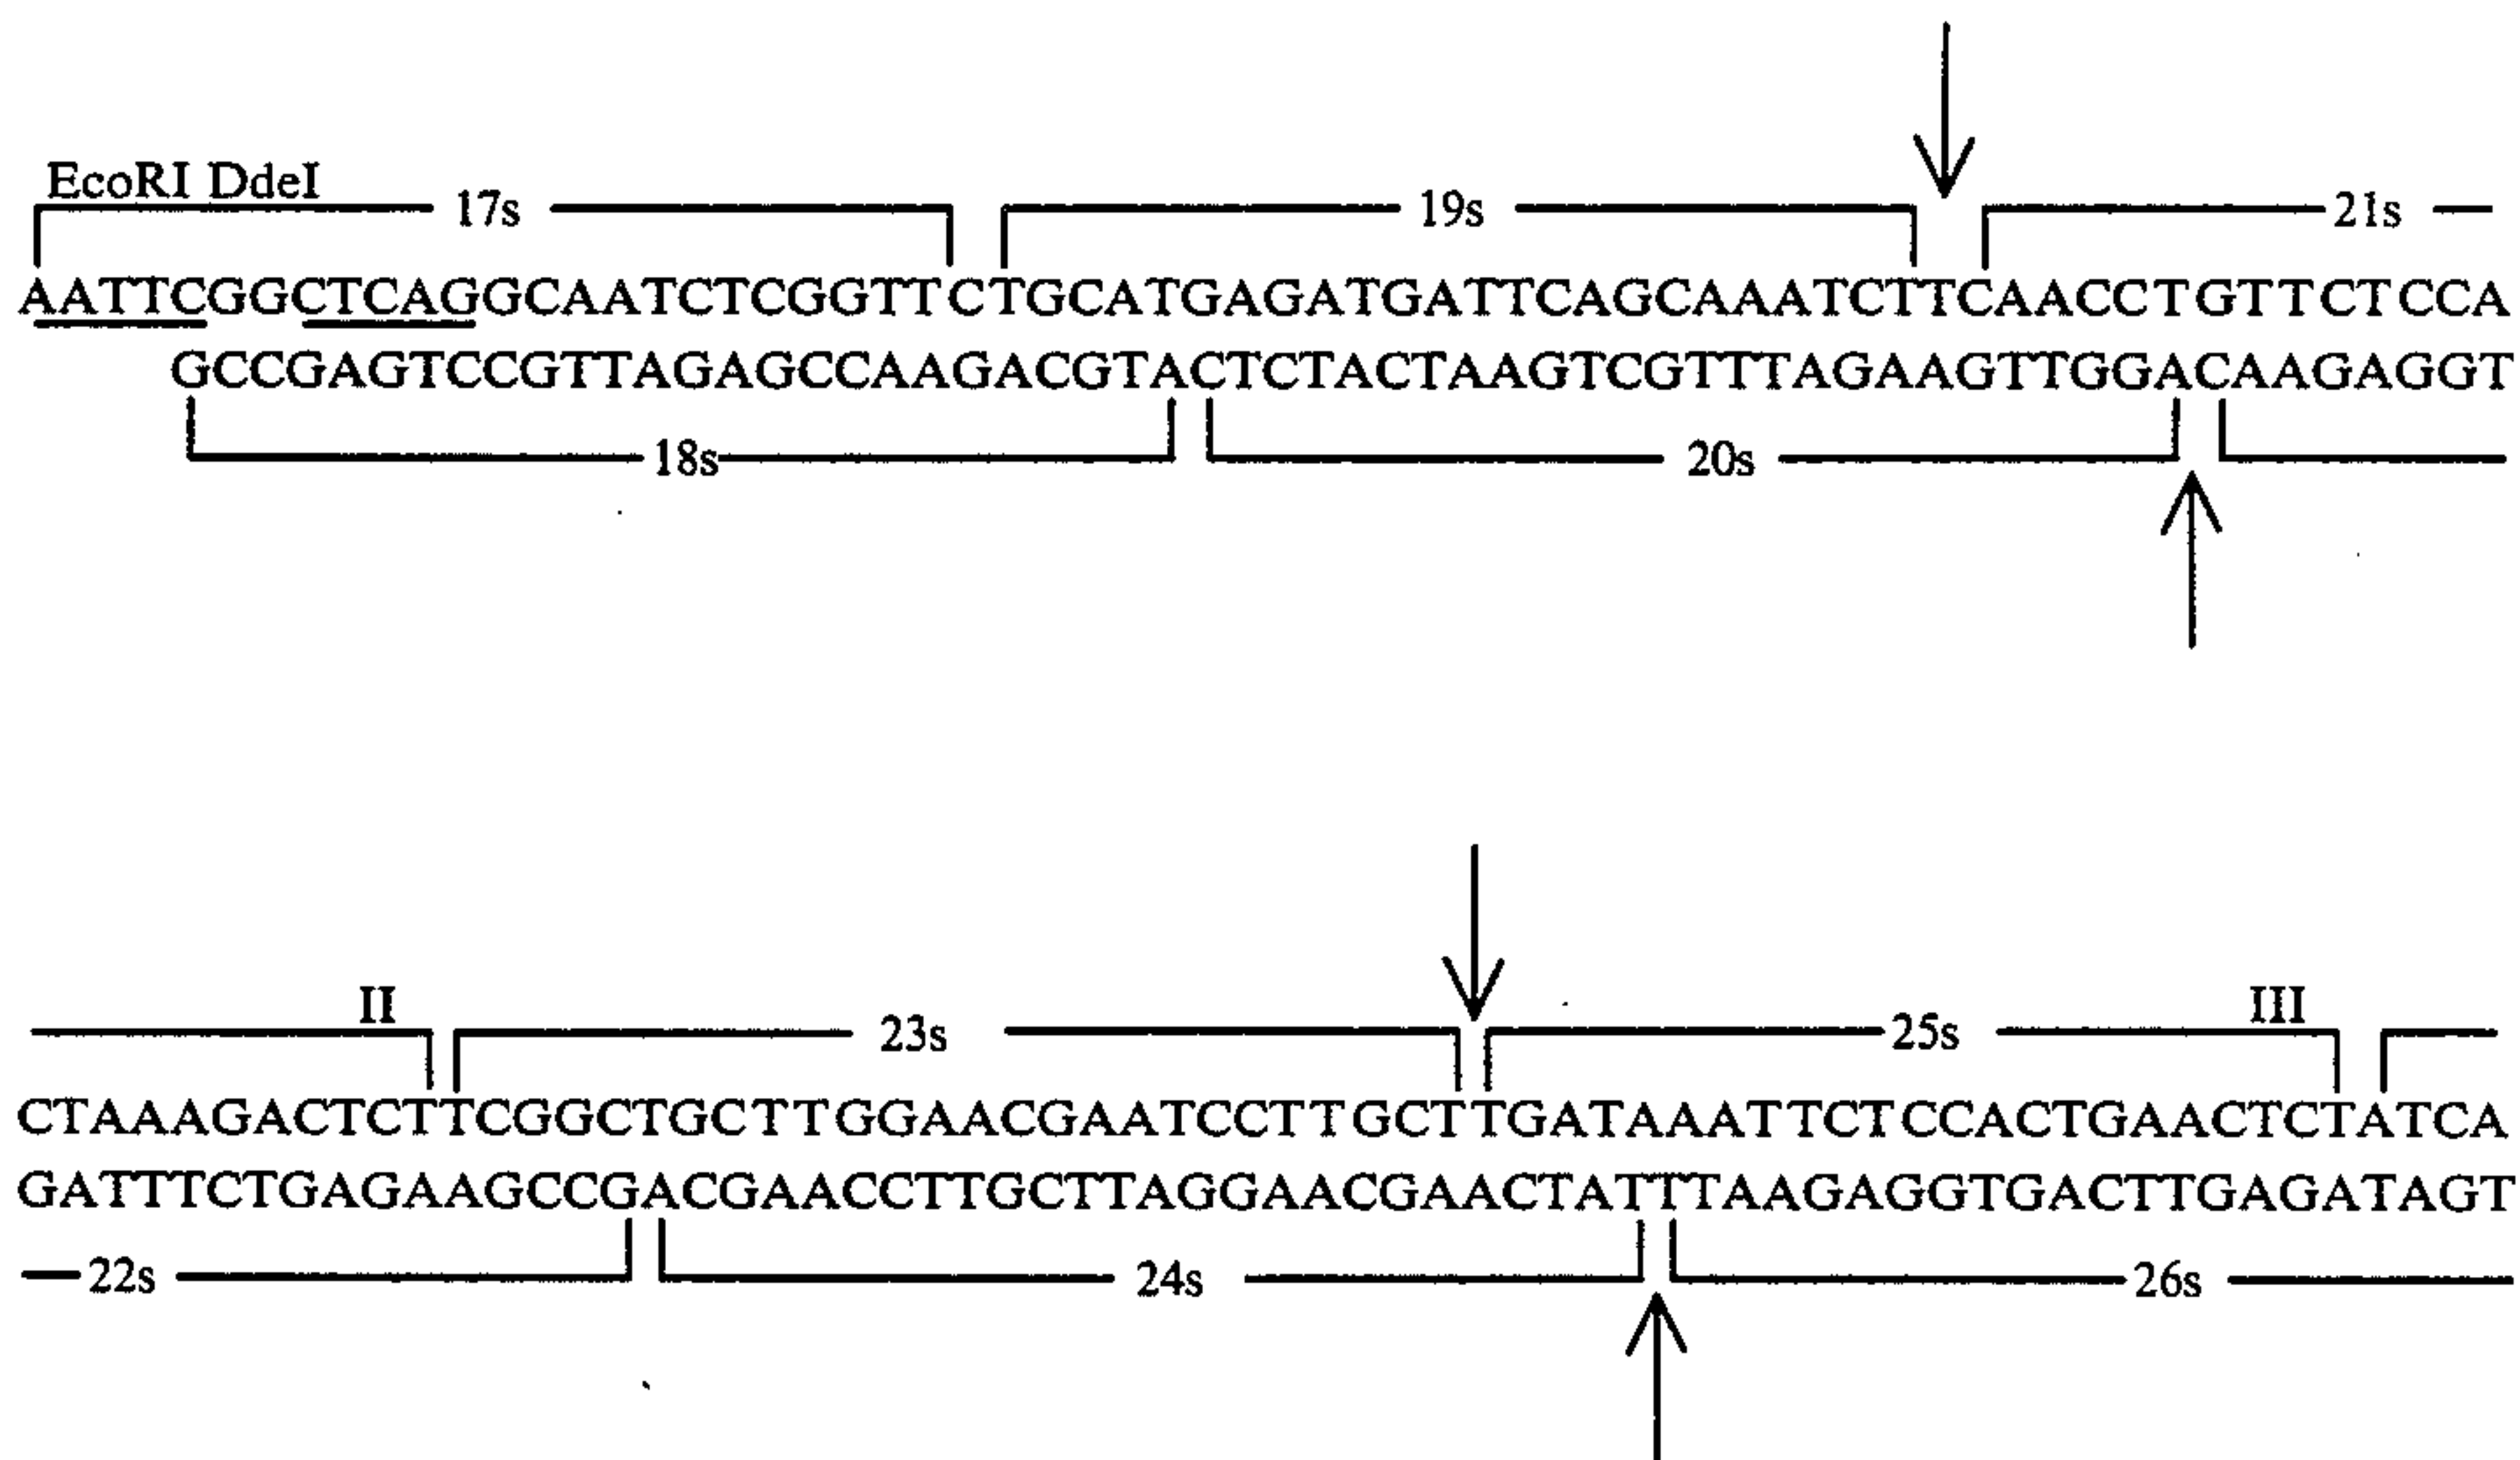 EcoRI DdeI
17s 19s 21s
AATTCGGCTCAGGCAATCTCGGTTCTGCATGAGATGATTCAGCAAATCTTCAACCTGTTCTCCA
GCCGAGTCCGTTAGAGCCAAGACGTACTCTACTAAGTCGTTTAGAAGTTGGACAAGAGGT
18s 20s
II III
23s 25s
CTAAAGACTCTTCGGCTGCTTGGAACGAATCCTTGCTTGATAAATTCTCCACTGAACTCTATCA
GATTTCTGAGAAGCCGACGAACCTTGCTTAGGAACGAACTATTTAAGAGGTGACTTGAGATAGT
22s 24s 26s